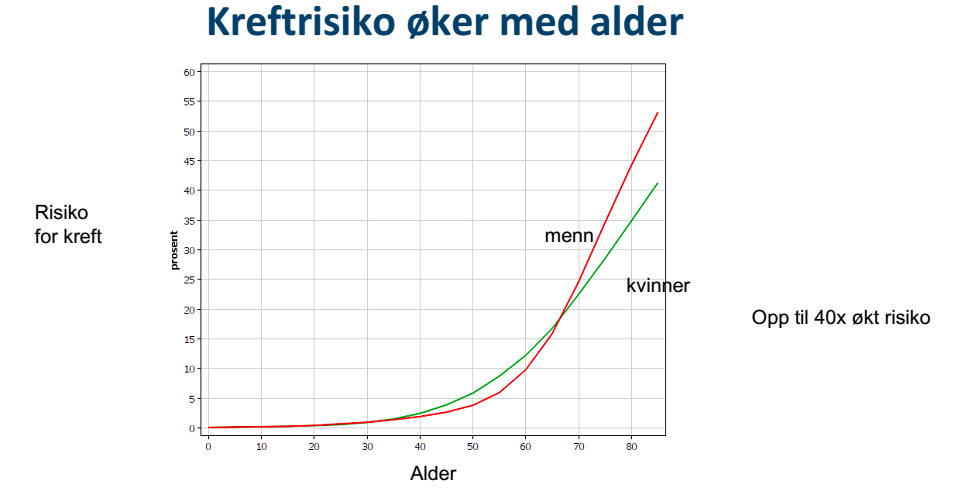 Kreftrisiko øker med alder
60
55
50
45
40
35
30
25
20
15
10
5
0
prosent
Risiko
for kreft
menn
kvinner
Opp til 40x økt risiko
0 10 20 30 40 50 60 70 80
Alder